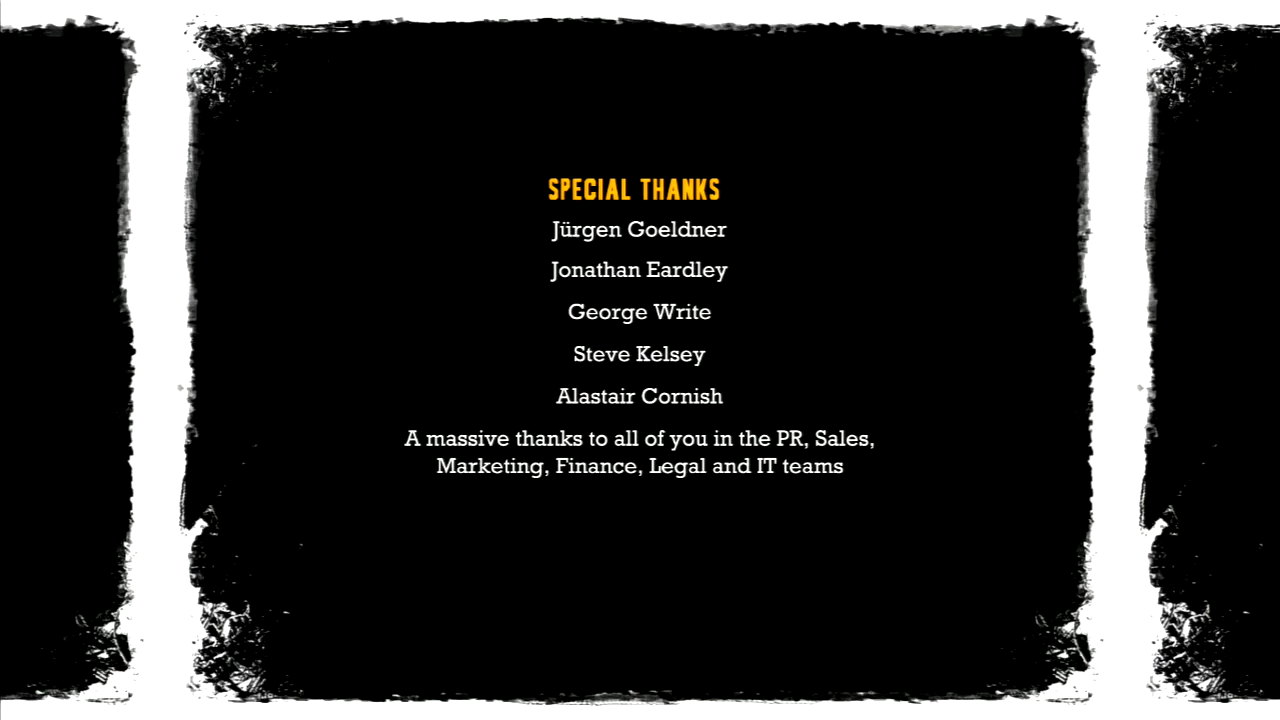 SPECIAL THANKS
Jürgen Goeldner
Jonathan Eardley
George Write
Steve Kelsey
Alastair Cornish
A massive thanks to all of you in the PR, Sales,
Marketing, Finance, Legal and IT teams